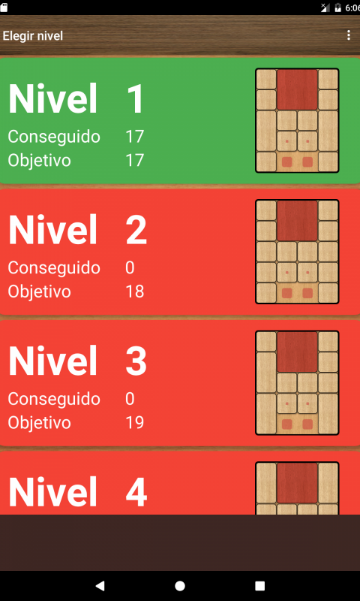 6:06
Elegir nivel
Nivel 1
Conseguido 17
Objetivo 17
Nivel 2
Conseguido 0
Objetivo 18
Nivel 3
Conseguido 0
Objetivo 19
Nivel 4